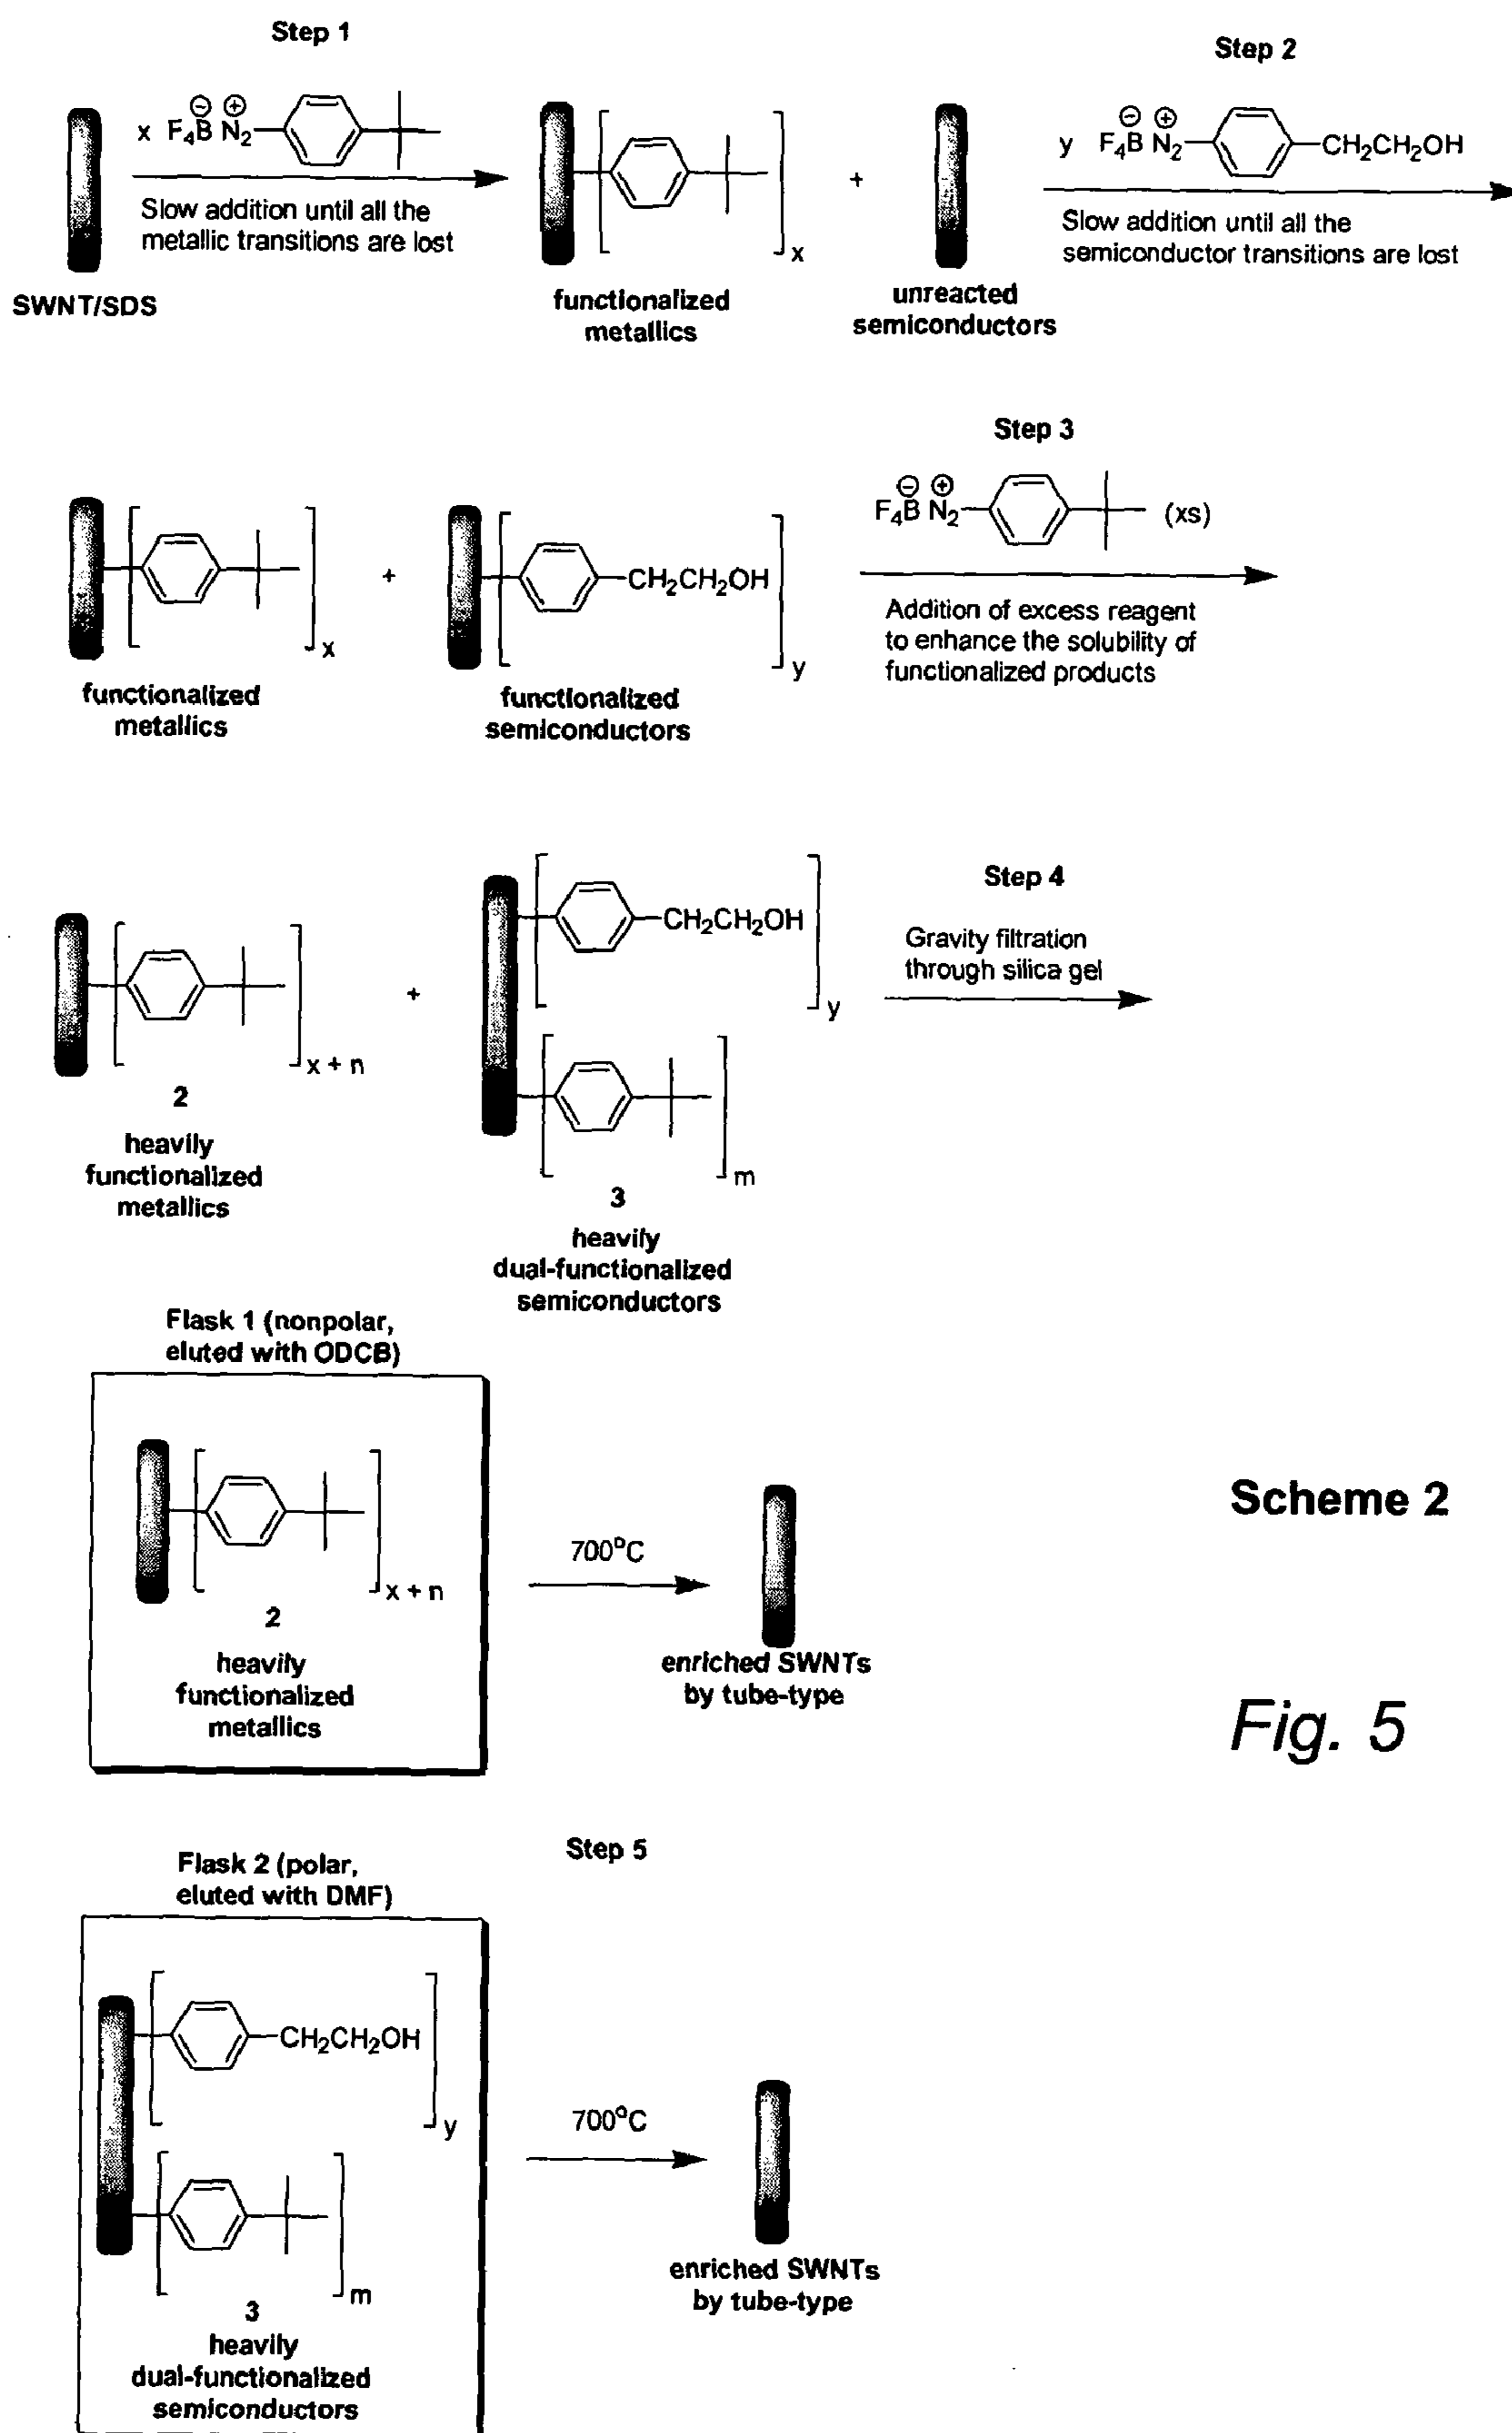 Step 1
x F₄B⊖ N₂⊕
Slow addition until all the
metallic transitions are lost
SWNT/SDS
x
functionalized
metallics
+
unreacted
semiconductors
Step 2
y F₄B⊖ N₂⊕ CH₂CH₂OH
Slow addition until all the
semiconductor transitions are lost
x
functionalized
metallics
+
CH₂CH₂OH
y
functionalized
semiconductors
Step 3
F₄B⊖ N₂⊕ (xs)
Addition of excess reagent
to enhance the solubility of
functionalized products
x + n
2
heavily
functionalized
metallics
+
CH₂CH₂OH
y
m
3
heavily
dual-functionalized
semiconductors
Step 4
Gravity filtration
through silica gel
Flask 1 (nonpolar,
eluted with ODCB)
x + n
2
heavily
functionalized
metallics
700°C
enriched SWNTs
by tube-type
Scheme 2
Fig. 5
Step 5
Flask 2 (polar,
eluted with DMF)
CH₂CH₂OH
y
m
3
heavily
dual-functionalized
semiconductors
700°C
enriched SWNTs
by tube-type